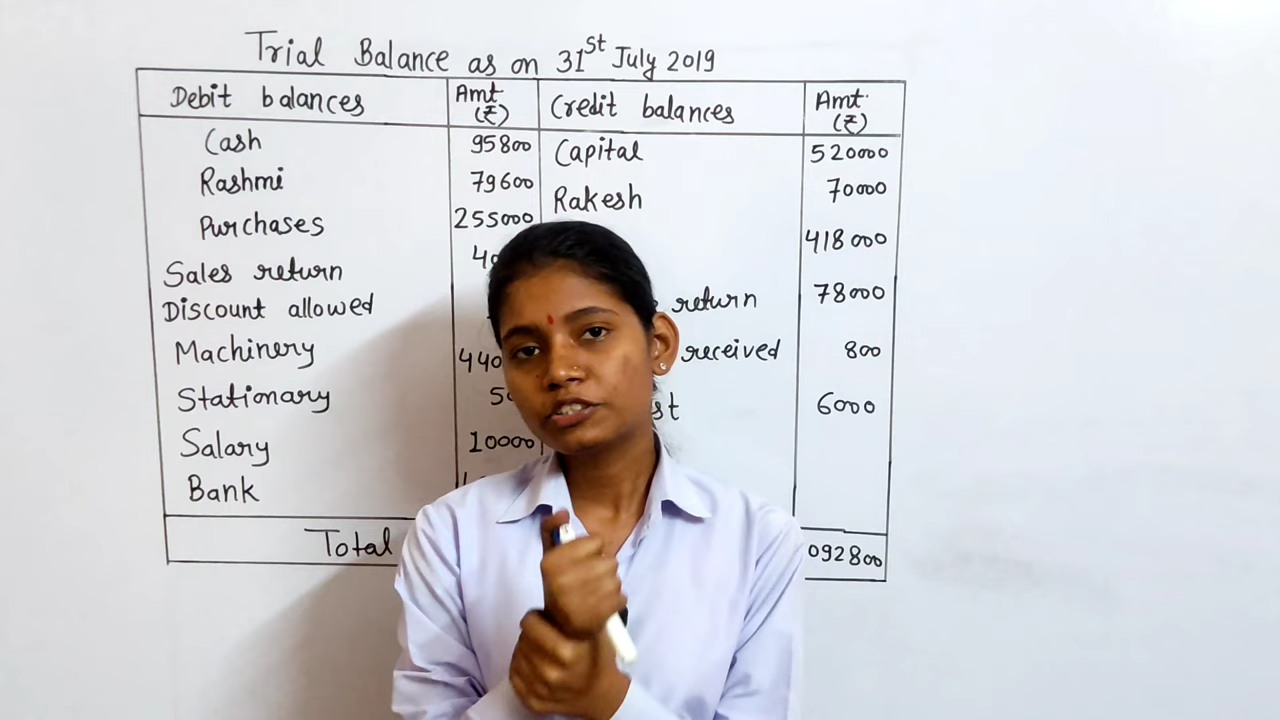 Trial Balance as on 31st July 2019
Debit balances Amt (₹) Credit balances Amt. (₹)
Cash 95800 Capital 520000
Rashmi 79600 Rakesh 70000
Purchases 255000 418000
Sales return return 78000
Discount allowed
Machinery received 800
Stationary 6000
Salary 10000
Bank
Total 092800